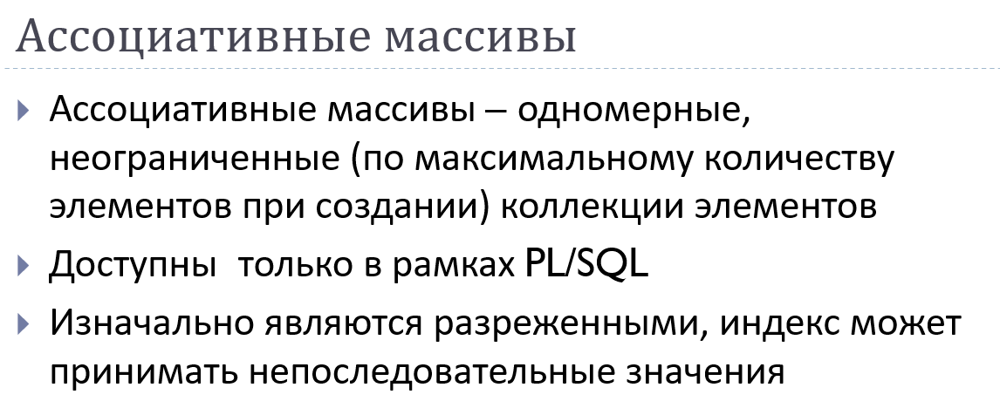 Ассоциативные массивы
Ассоциативные массивы – одномерные,
неограниченные (по максимальному количеству
элементов при создании) коллекции элементов
Доступны  только в рамках PL/SQL
Изначально являются разреженными, индекс может
принимать непоследовательные значения